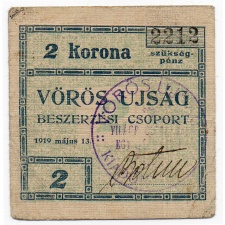 2 Korona
2212
szükség-
pénz
VÖRÖS UJSÁG
BESZERZÉSI CSOPORT
1919 május 13.
2